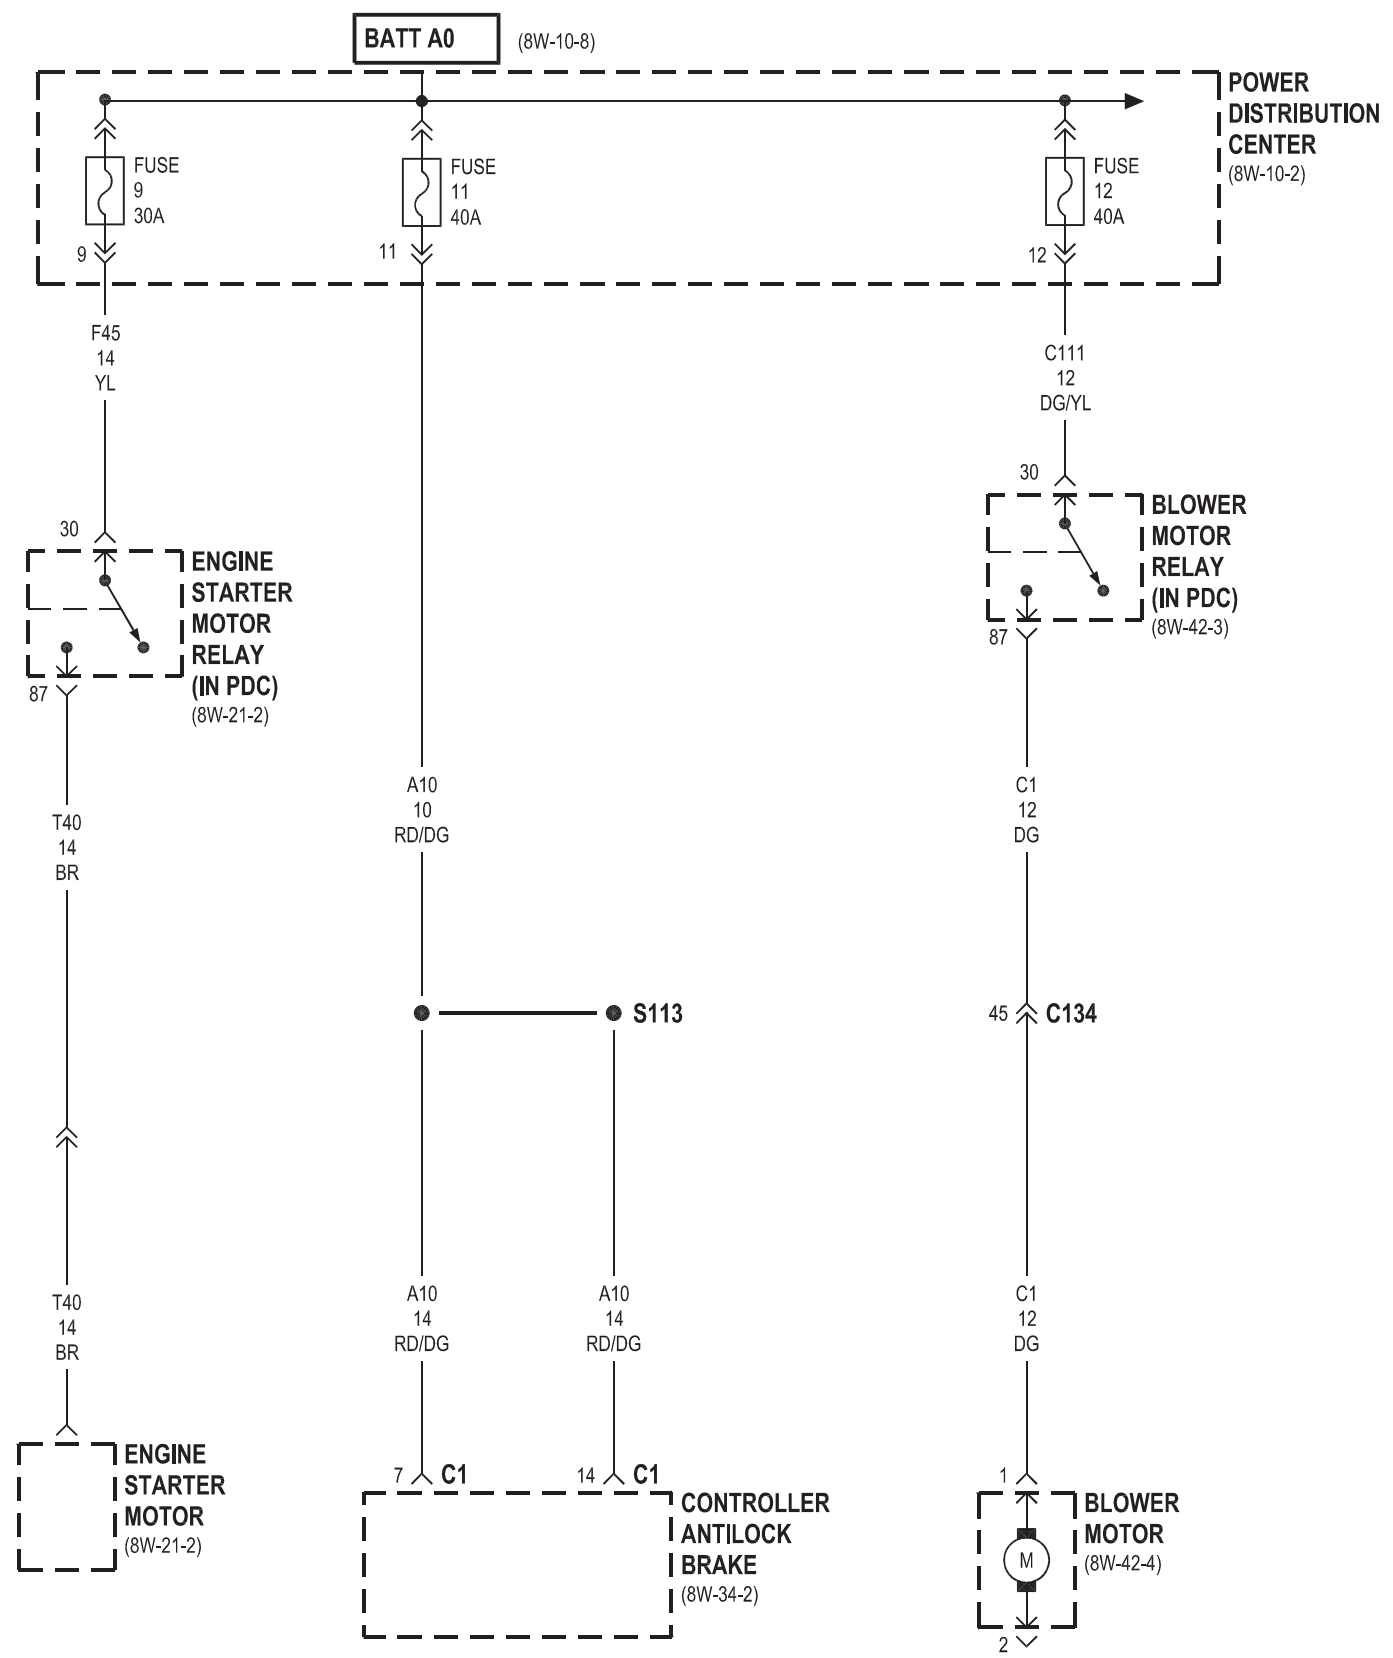 BATT A0
(8W-10-8)
POWER
DISTRIBUTION
CENTER
(8W-10-2)
FUSE
9
30A
9
FUSE
11
40A
11
FUSE
12
40A
12
F45
14
YL
C111
12
DG/YL
30
ENGINE
STARTER
MOTOR
RELAY
(IN PDC)
(8W-21-2)
87
30
BLOWER
MOTOR
RELAY
(IN PDC)
(8W-42-3)
87
T40
14
BR
A10
10
RD/DG
C1
12
DG
S113
45
C134
T40
14
BR
A10
14
RD/DG
A10
14
RD/DG
C1
12
DG
ENGINE
STARTER
MOTOR
(8W-21-2)
7
C1
14
C1
CONTROLLER
ANTILOCK
BRAKE
(8W-34-2)
1
BLOWER
MOTOR
(8W-42-4)
M
2